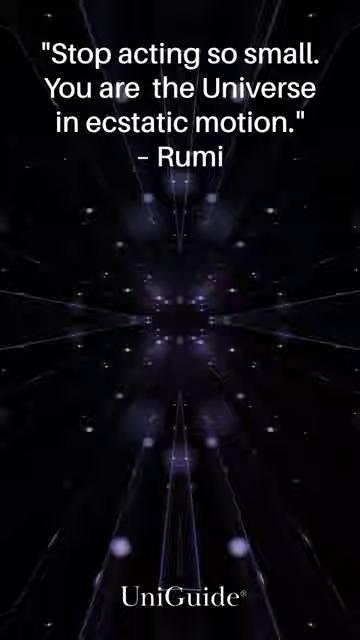 "Stop acting so small.
You are  the Universe
in ecstatic motion."
– Rumi
UniGuide®